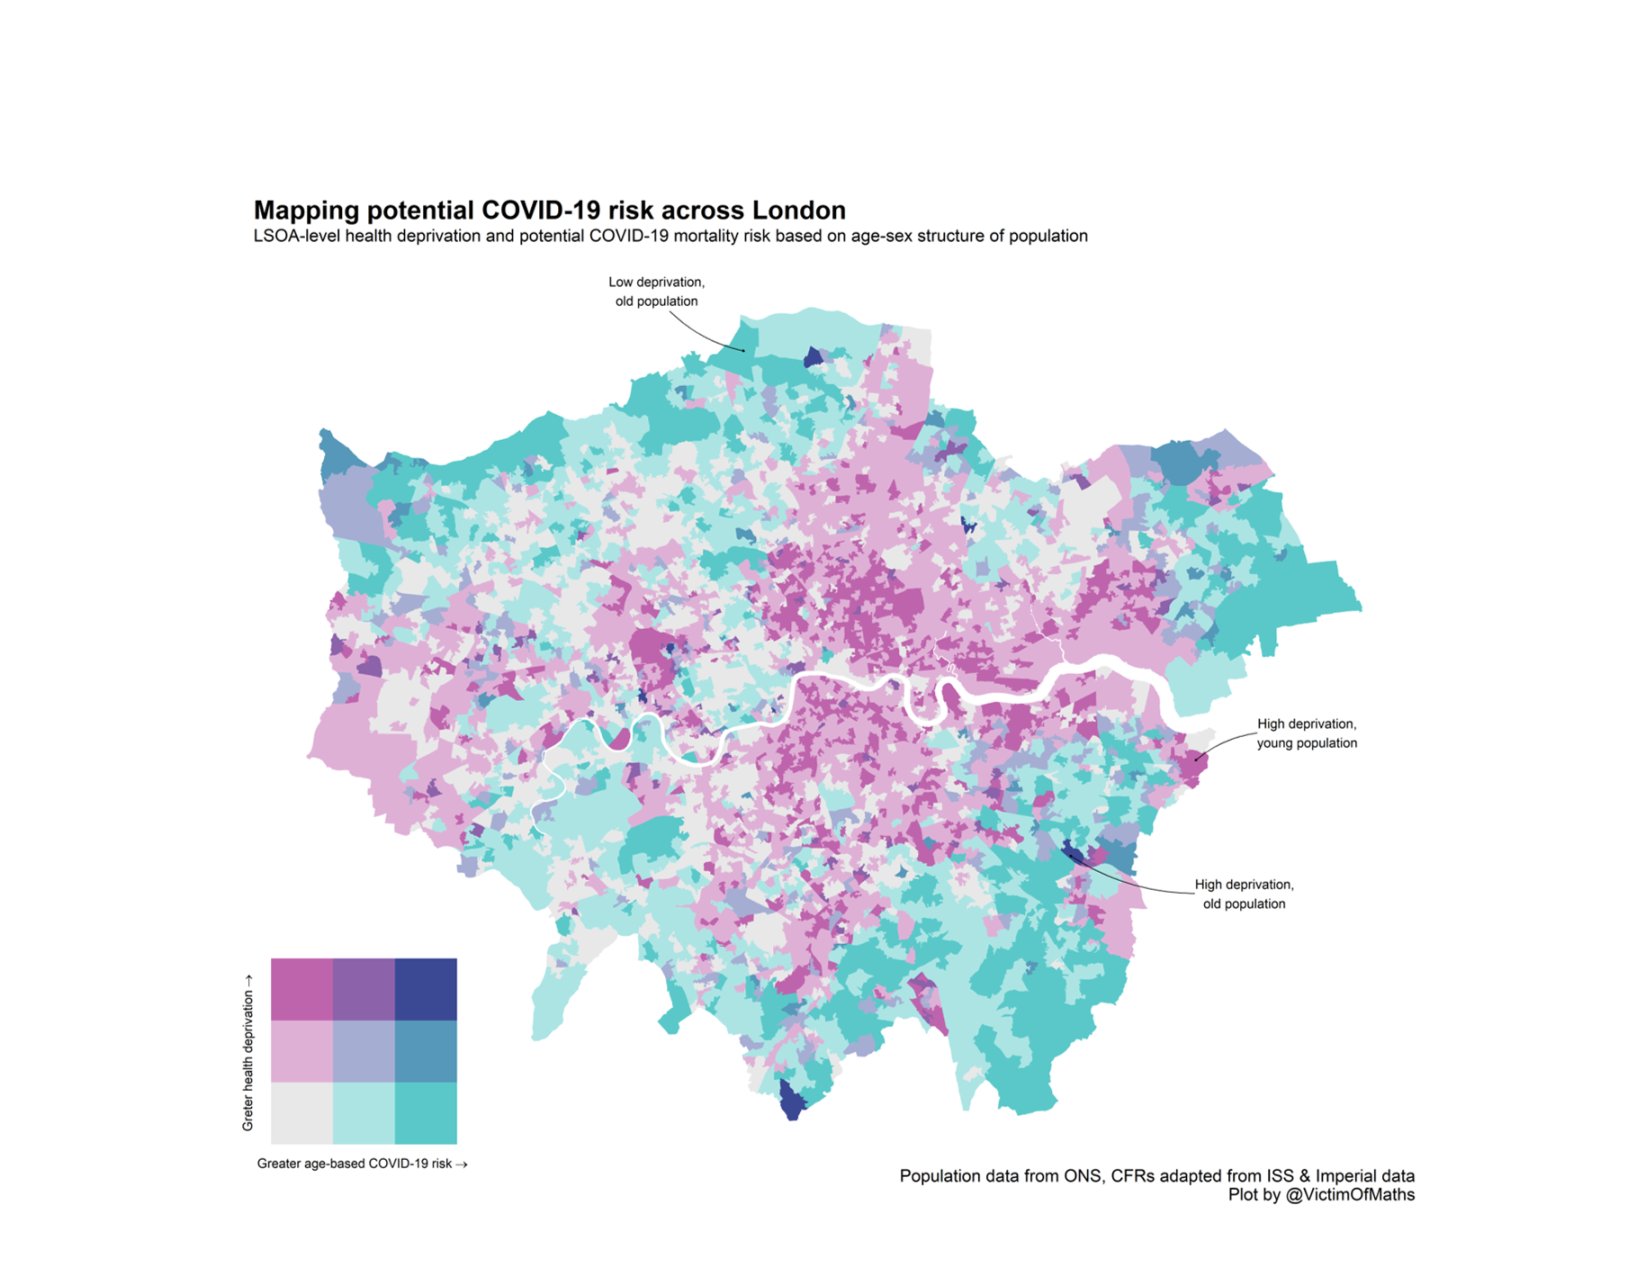 Mapping potential COVID-19 risk across London
LSOA-level health deprivation and potential COVID-19 mortality risk based on age-sex structure of population
Low deprivation,
old population
High deprivation,
young population
High deprivation,
old population
Greter health deprivation →
Greater age-based COVID-19 risk →
Population data from ONS, CFRs adapted from ISS & Imperial data
Plot by @VictimOfMaths